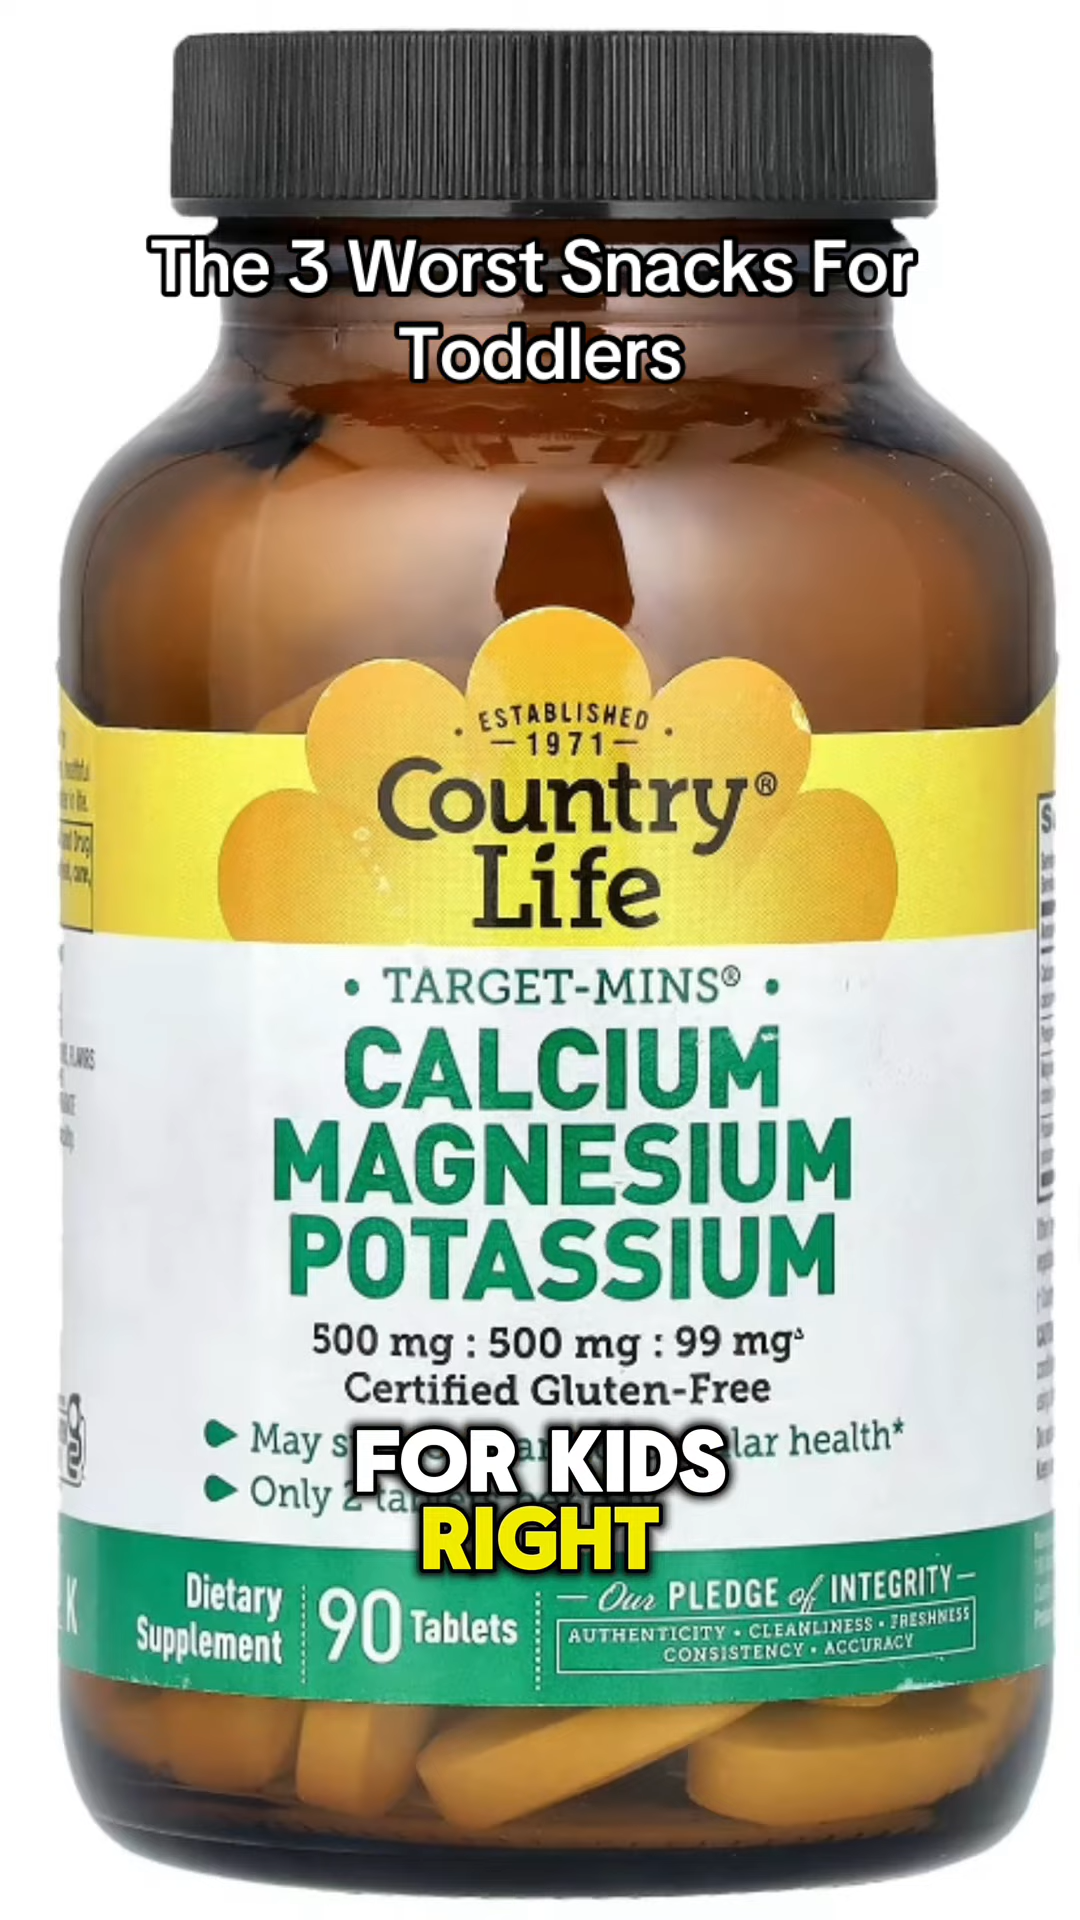 The 3 Worst Snacks For
Toddlers
ESTABLISHED
1971
Country®
Life
• TARGET-MINS® •
CALCIUM
MAGNESIUM
POTASSIUM
500 mg : 500 mg : 99 mg
Certified Gluten-Free
May lar health*
Only 2
FOR KIDS
RIGHT
Dietary
Supplement
90 Tablets
Our PLEDGE of INTEGRITY
AUTHENTICITY • CLEANLINESS • FRESHNESS
CONSISTENCY • ACCURACY